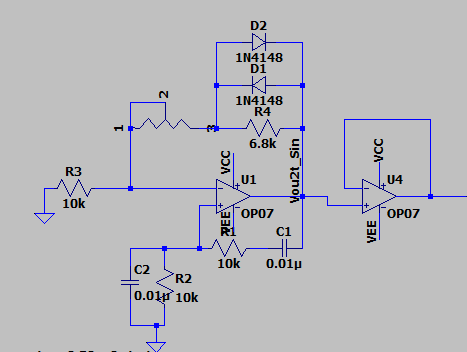 D2
1N4148
D1
1N4148
R4
6.8k
1
2
3
R3
10k
VCC
U1
OP07
VEE
Vou2t_Sin
VCC
U4
OP07
VEE
R1
10k
C1
0.01µ
C2
0.01µ
R2
10k